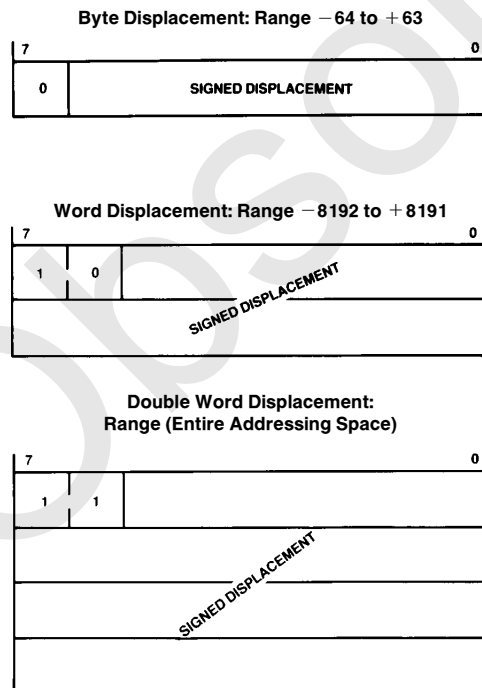 Byte Displacement: Range −64 to +63
7 0
0 SIGNED DISPLACEMENT
Word Displacement: Range −8192 to +8191
7 0
1 0
SIGNED DISPLACEMENT
Double Word Displacement:
Range (Entire Addressing Space)
7 0
1 1
SIGNED DISPLACEMENT